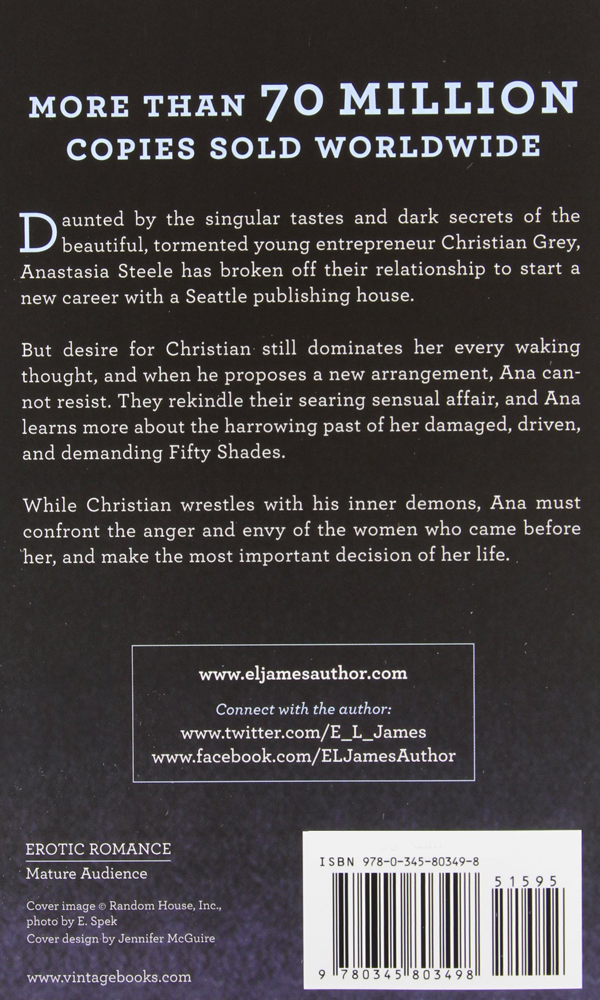 MORE THAN 70 MILLION
COPIES SOLD WORLDWIDE
Daunted by the singular tastes and dark secrets of the
beautiful, tormented young entrepreneur Christian Grey,
Anastasia Steele has broken off their relationship to start a
new career with a Seattle publishing house.
But desire for Christian still dominates her every waking
thought, and when he proposes a new arrangement, Ana can-
not resist. They rekindle their searing sensual affair, and Ana
learns more about the harrowing past of her damaged, driven,
and demanding Fifty Shades.
While Christian wrestles with his inner demons, Ana must
confront the anger and envy of the women who came before
her, and make the most important decision of her life.
www.eljamesauthor.com
Connect with the author:
www.twitter.com/E_L_James
www.facebook.com/ELJamesAuthor
EROTIC ROMANCE
Mature Audience
Cover image © Random House, Inc.,
photo by E. Spek
Cover design by Jennifer McGuire
www.vintagebooks.com
ISBN 978-0-345-80349-8
51595
9 780345 803498